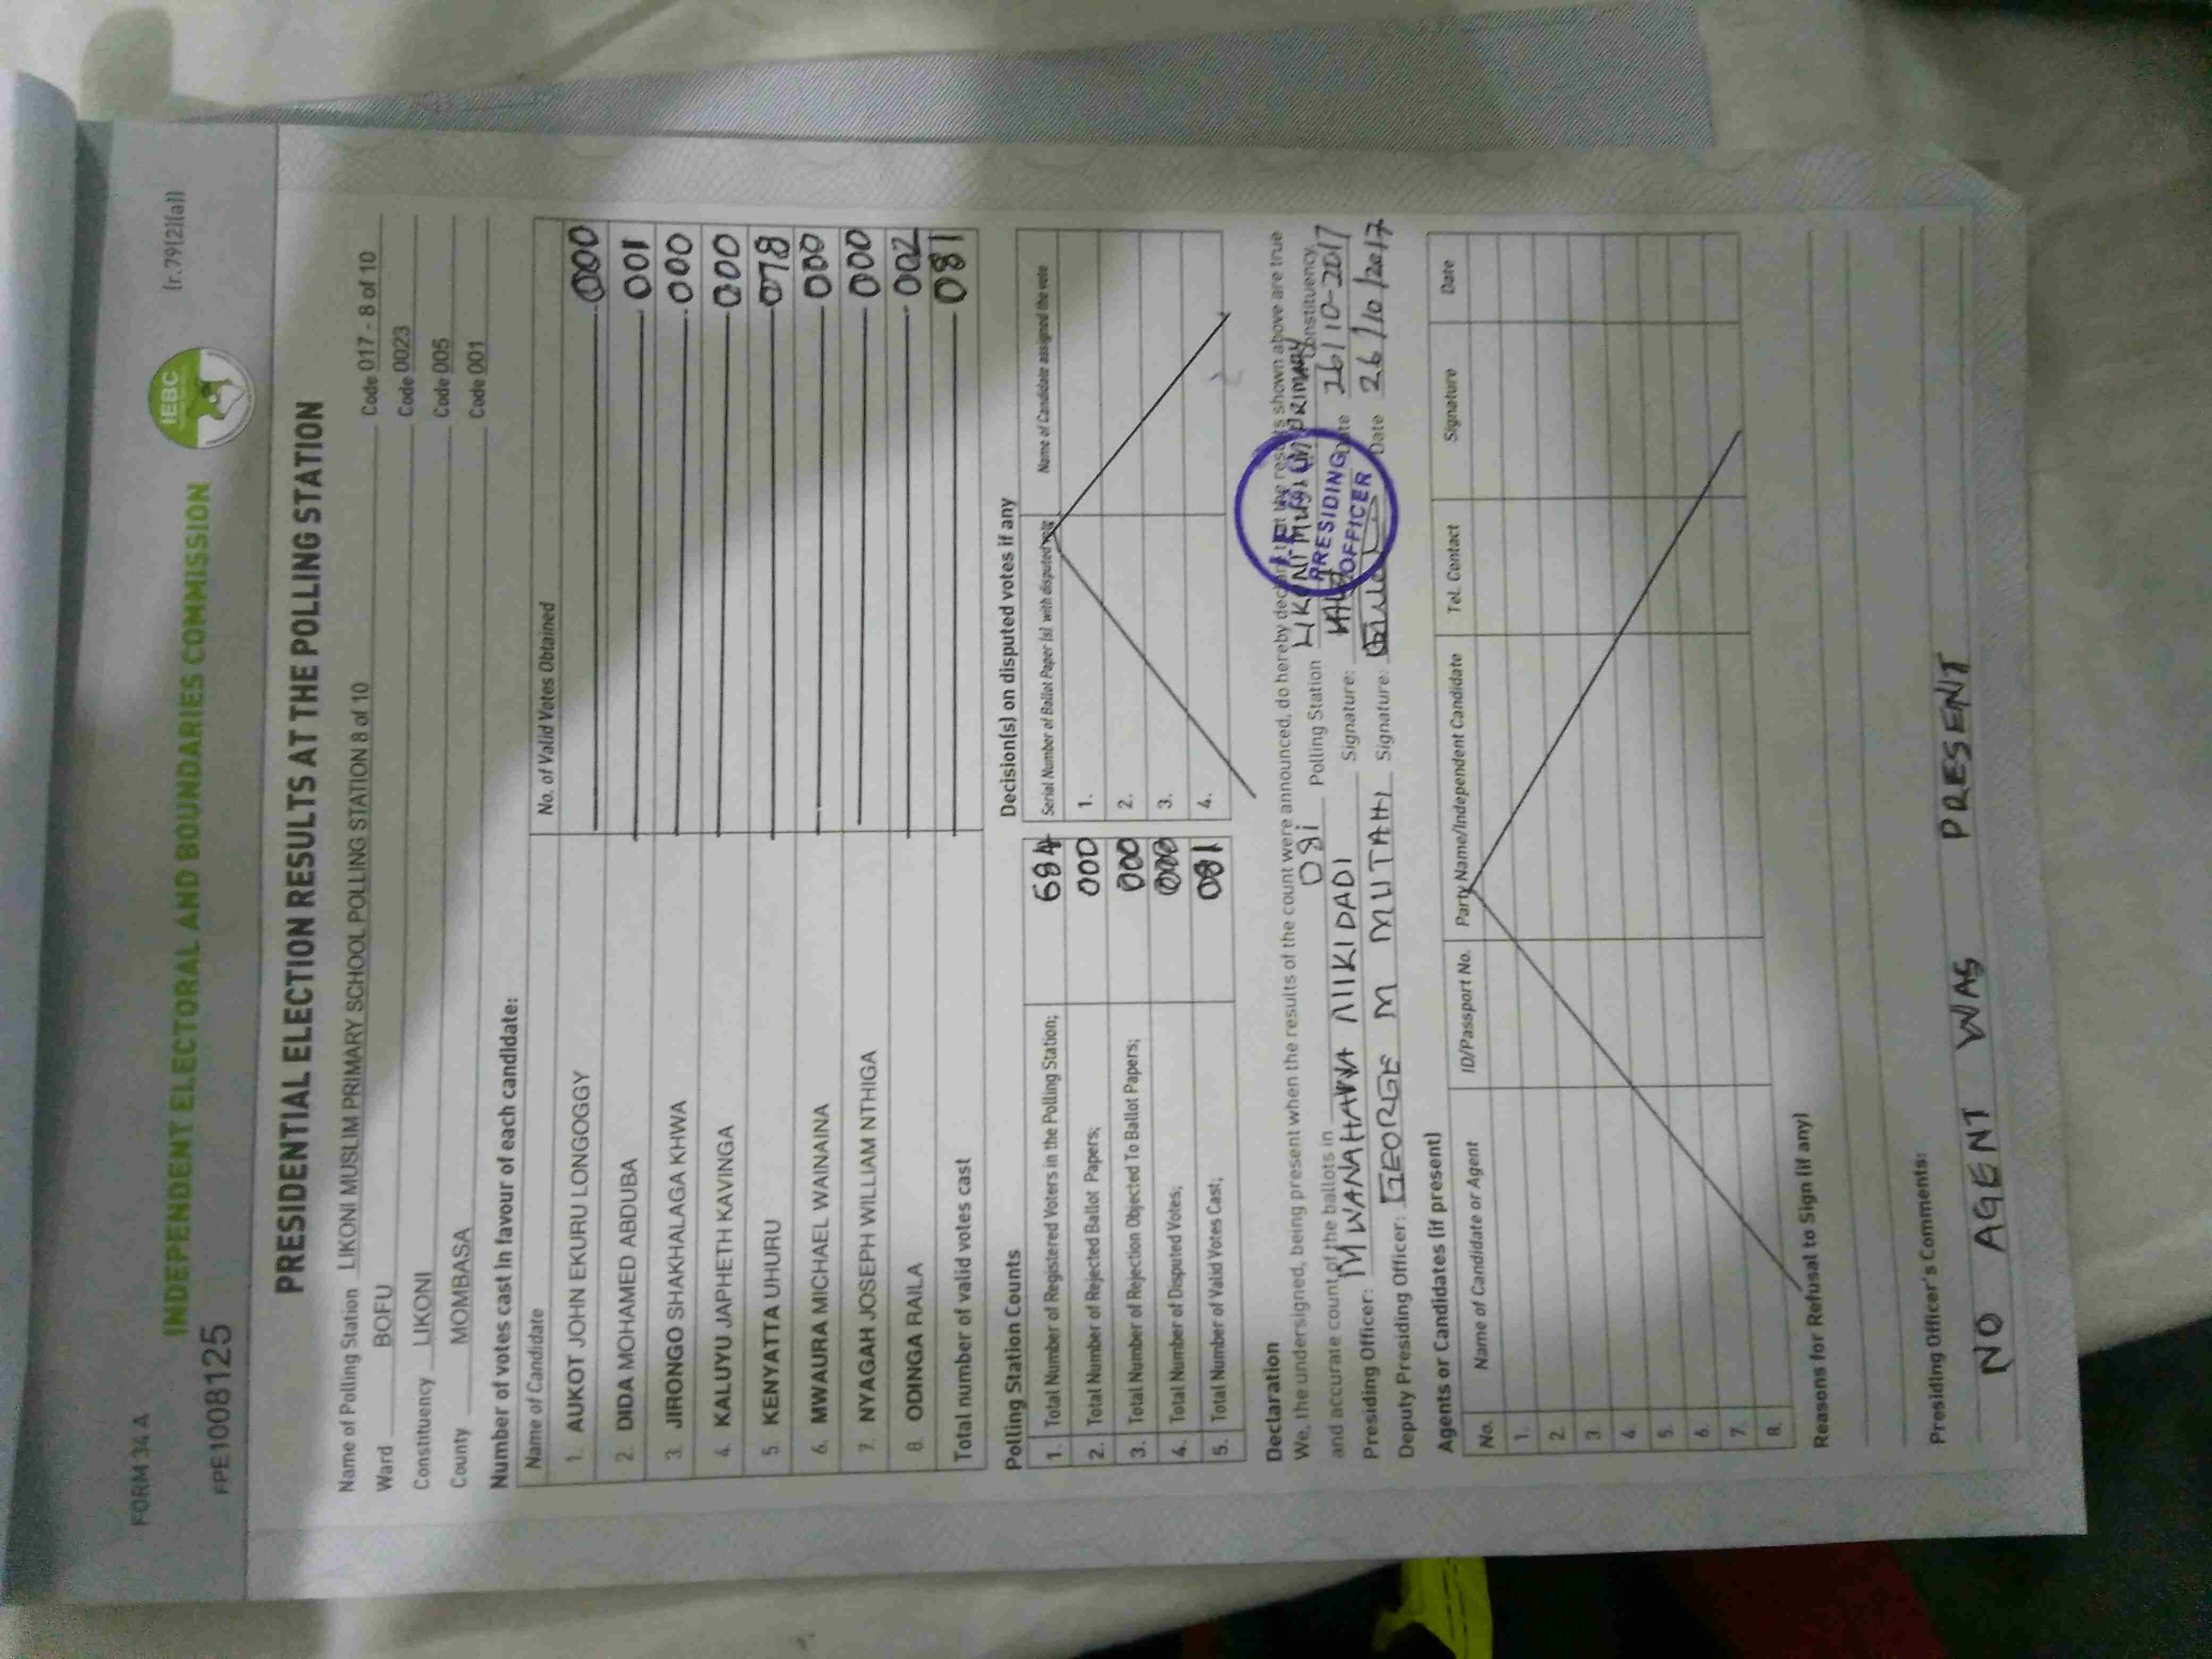 FORM 34 A (r.79(2)(a))
IEBC
INDEPENDENT ELECTORAL AND BOUNDARIES COMMISSION
FPE1008125
PRESIDENTIAL ELECTION RESULTS AT THE POLLING STATION
Name of Polling Station LIKONI MUSLIM PRIMARY SCHOOL POLLING STATION 8 of 10 Code 017 - 8 of 10
Ward BOFU Code 0023
Constituency LIKONI Code 005
County MOMBASA Code 001
Number of votes cast in favour of each candidate:
Name of Candidate No. of Valid Votes Obtained
1. AUKOT JOHN EKURU LONGOGGY 000
2. DIDA MOHAMED ABDUBA 001
3. JIRONGO SHAKHALAGA KHWA 000
4. KALUYU JAPHETH KAVINGA 000
5. KENYATTA UHURU 078
6. MWAURA MICHAEL WAINAINA 000
7. NYAGAH JOSEPH WILLIAM NTHIGA 000
8. ODINGA RAILA 002
Total number of valid votes cast 081
Polling Station Counts
1. Total Number of Registered Voters in the Polling Station; 684
2. Total Number of Rejected Ballot Papers; 000
3. Total Number of Rejection Objected To Ballot Papers; 000
4. Total Number of Disputed Votes; 000
5. Total Number of Valid Votes Cast; 081
Decision(s) on disputed votes if any
Serial Number of Ballot Paper (s) with disputed Name of Candidate assigned the vote
1.
2.
3.
4.
Declaration
We, the undersigned, being present when the results of the count were announced, do hereby declare that the results shown above are true
and accurate count of the ballots in 081 Polling Station LIKONI MUSLIM PRIMARY Constituency
Presiding Officer: MWANAHAWA Signature: Date 26/10-2017
Deputy Presiding Officer: GEORGE M MUTAHI Signature: Date 26/10/2017
PRESIDING
OFFICER
Agents or Candidates (if present)
No. Name of Candidate or Agent ID/Passport No. Party Name/Independent Candidate Tel. Contact Signature Date
1.
2.
3.
4.
5.
6.
7.
8.
Reasons for Refusal to Sign (if any)
Presiding Officer's Comments:
NO AGENT WAS PRESENT